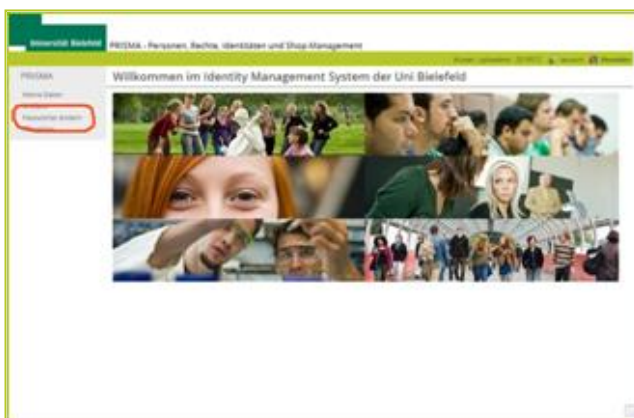 Universität Bielefeld
PRISMA - Personen, Rechte, Identitäten und Shop Management
PRISMA
Willkommen im Identity Management System der Uni Bielefeld
Meine Daten
Passwörter ändern